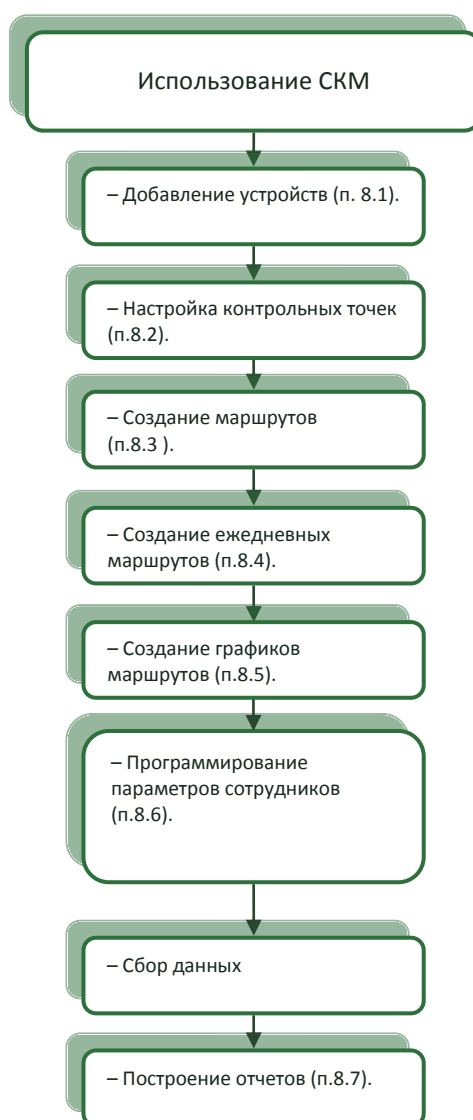 Использование СКМ
– Добавление устройств (п. 8.1).
– Настройка контрольных точек
(п.8.2).
– Создание маршрутов
(п.8.3 ).
– Создание ежедневных
маршрутов (п.8.4).
– Создание графиков
маршрутов (п.8.5).
– Программирование
параметров сотрудников
(п.8.6).
– Сбор данных
– Построение отчетов (п.8.7).